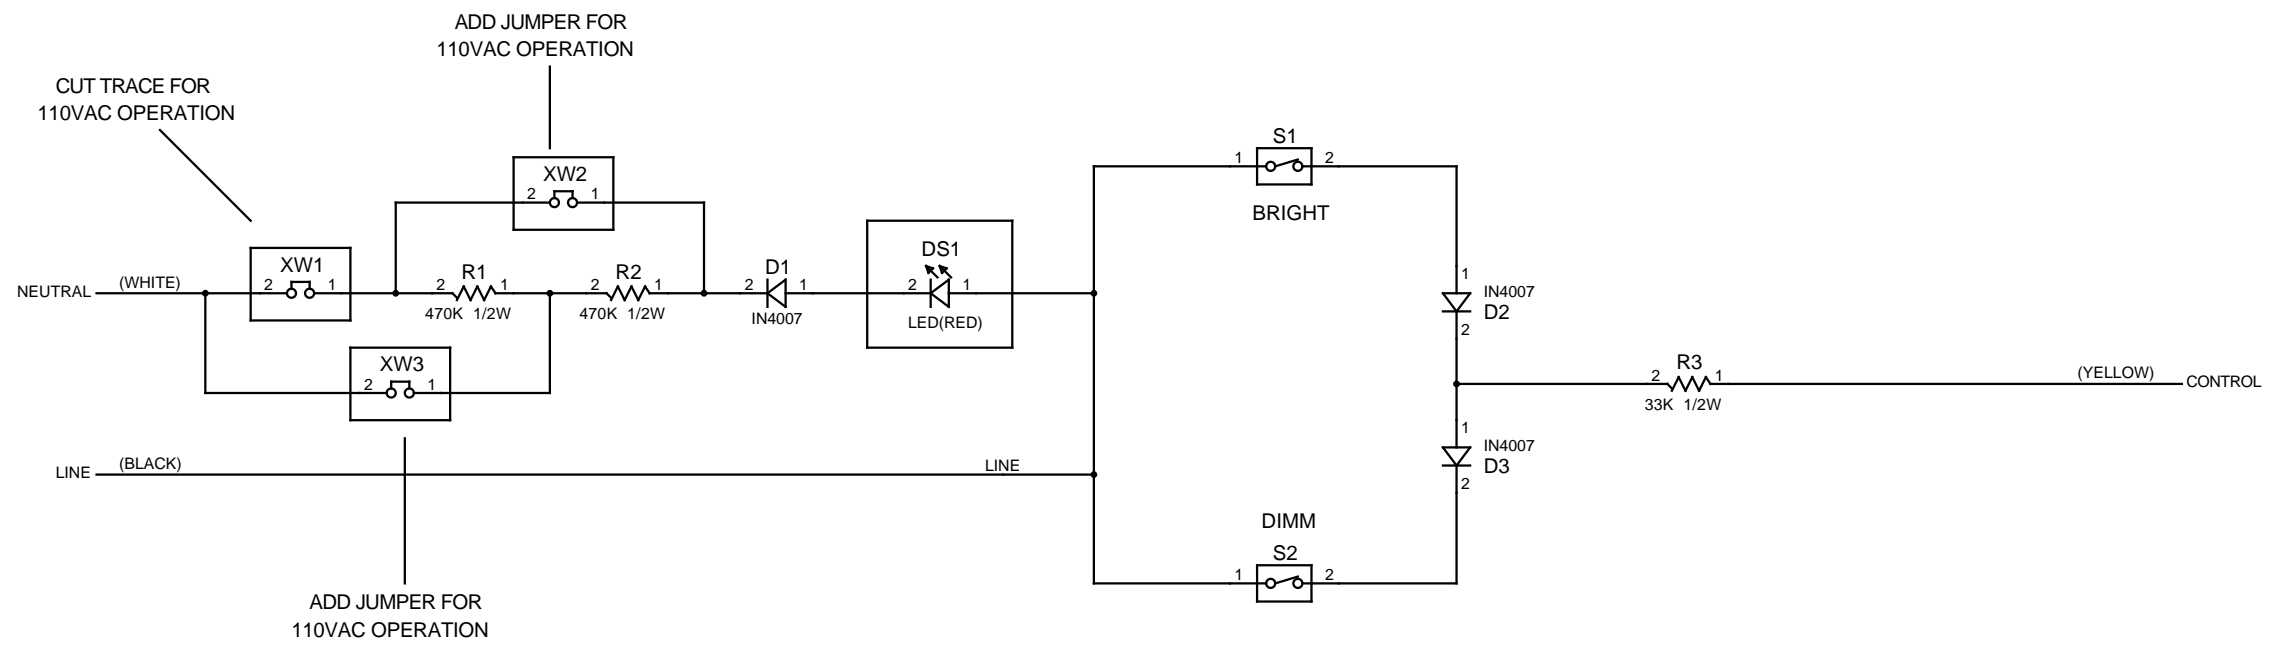 ADD JUMPER FOR
110VAC OPERATION
CUT TRACE FOR
110VAC OPERATION
S1
1 2
BRIGHT
XW2
2 1
XW1
2 1
NEUTRAL (WHITE)
R1
2 1
470K 1/2W
R2
2 1
470K 1/2W
D1
2 1
IN4007
DS1
2 1
LED(RED)
1
IN4007
D2
2
XW3
2 1
R3
2 1
33K 1/2W
(YELLOW) CONTROL
1
IN4007
D3
2
LINE (BLACK) LINE
DIMM
S2
1 2
ADD JUMPER FOR
110VAC OPERATION